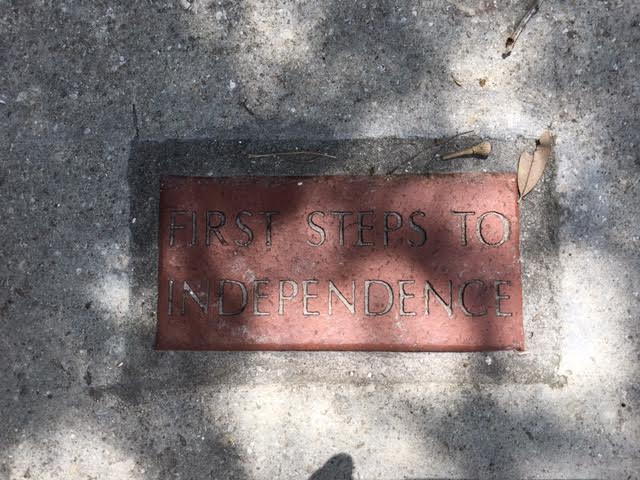 FIRST STEPS TO
INDEPENDENCE